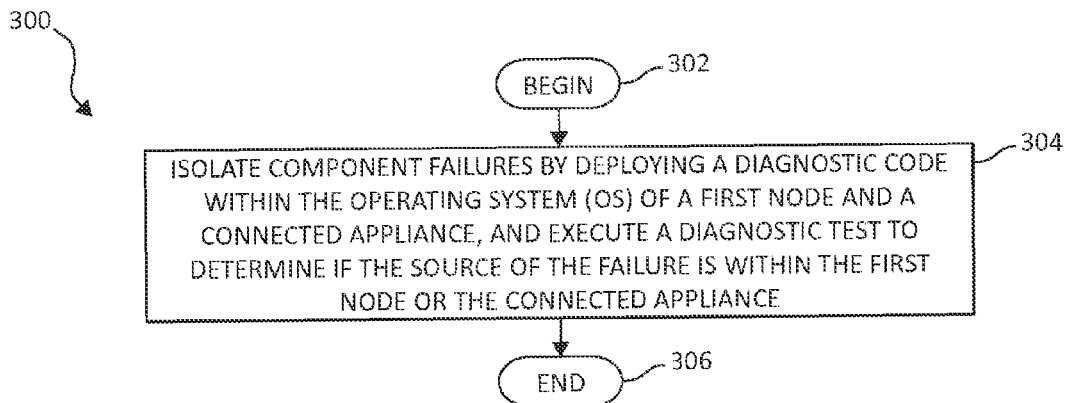 300
302
BEGIN
304
ISOLATE COMPONENT FAILURES BY DEPLOYING A DIAGNOSTIC CODE
WITHIN THE OPERATING SYSTEM (OS) OF A FIRST NODE AND A
CONNECTED APPLIANCE, AND EXECUTE A DIAGNOSTIC TEST TO
DETERMINE IF THE SOURCE OF THE FAILURE IS WITHIN THE FIRST
NODE OR THE CONNECTED APPLIANCE
306
END